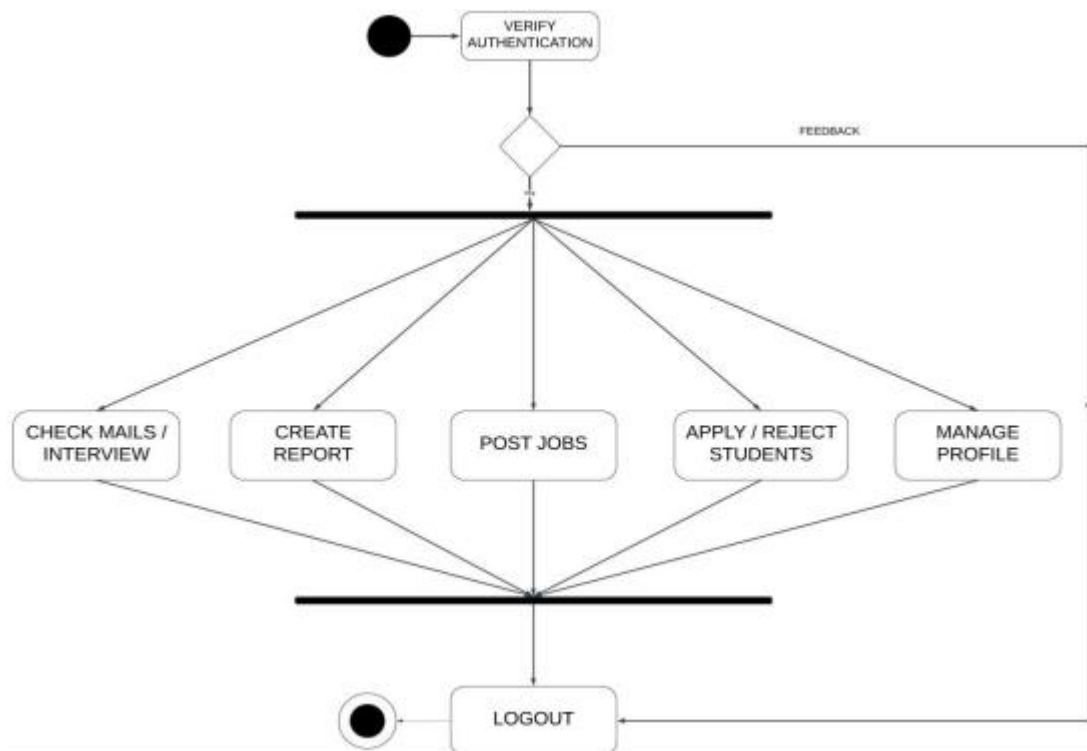 VERIFY
AUTHENTICATION
FEEDBACK
CHECK MAILS /
INTERVIEW
CREATE
REPORT
POST JOBS
APPLY / REJECT
STUDENTS
MANAGE
PROFILE
LOGOUT